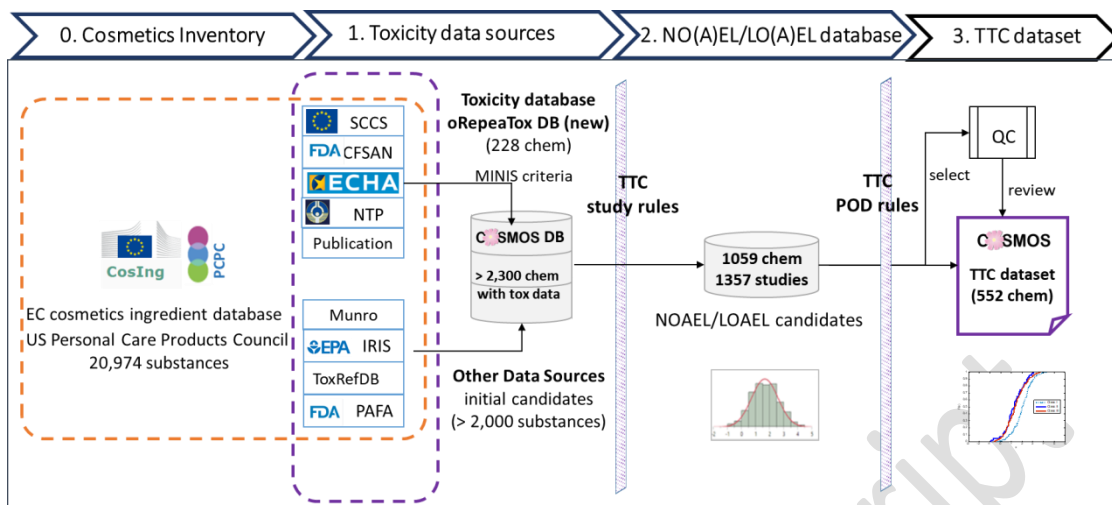 0. Cosmetics Inventory
1. Toxicity data sources
2. NO(A)EL/LO(A)EL database
3. TTC dataset
CosIng
PCPC
EC cosmetics ingredient database
US Personal Care Products Council
20,974 substances
SCCS
FDA CFSAN
ECHA
NTP
Publication
Munro
EPA IRIS
ToxRefDB
FDA PAFA
Toxicity database
oRepeaTox DB (new)
(228 chem)
MINIS criteria
COSMOS DB
> 2,300 chem
with tox data
Other Data Sources
initial candidates
(> 2,000 substances)
TTC
study rules
1059 chem
1357 studies
NOAEL/LOAEL candidates
TTC
POD rules
select
QC
review
COSMOS
TTC dataset
(552 chem)
ript